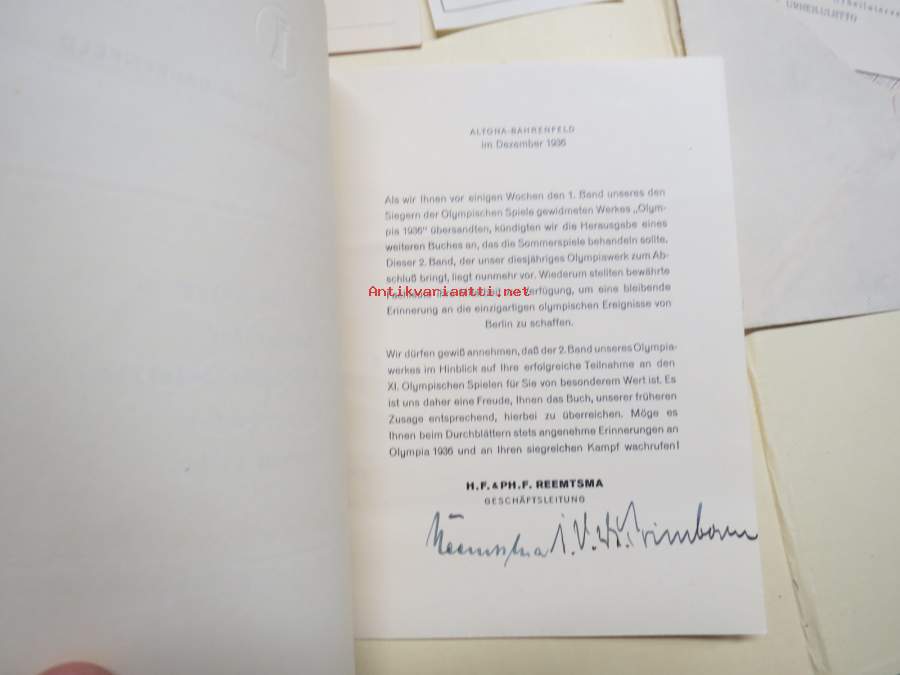 URHEILULIITTO
ALTONA-BAHRENFELD
im Dezember 1936
Als wir Ihnen vor einigen Wochen den 1. Band unseres den
Siegern der Olympischen Spiele gewidmeten Werkes „Olym-
pia 1936" übersandten, kündigten wir die Herausgabe eines
weiteren Buches an, das die Sommerspiele behandeln sollte.
Dieser 2. Band, der unser diesjähriges Olympiawerk zum Ab-
schluß bringt, liegt nunmehr vor. Wiederum stellten bewährte
Antikvariaatti.net
Verfügung, um eine bleibende
Erinnerung an die einzigartigen olympischen Ereignisse von
Berlin zu schaffen.
Wir dürfen gewiß annehmen, daß der 2. Band unseres Olympia-
werkes im Hinblick auf Ihre erfolgreiche Teilnahme an den
XI. Olympischen Spielen für Sie von besonderem Wert ist. Es
ist uns daher eine Freude, Ihnen das Buch, unserer früheren
Zusage entsprechend, hierbei zu überreichen. Möge es
Ihnen beim Durchblättern stets angenehme Erinnerungen an
Olympia 1936 und an Ihren siegreichen Kampf wachrufen!
H. F. & PH. F. REEMTSMA
GESCHÄFTSLEITUNG
Reemtsma